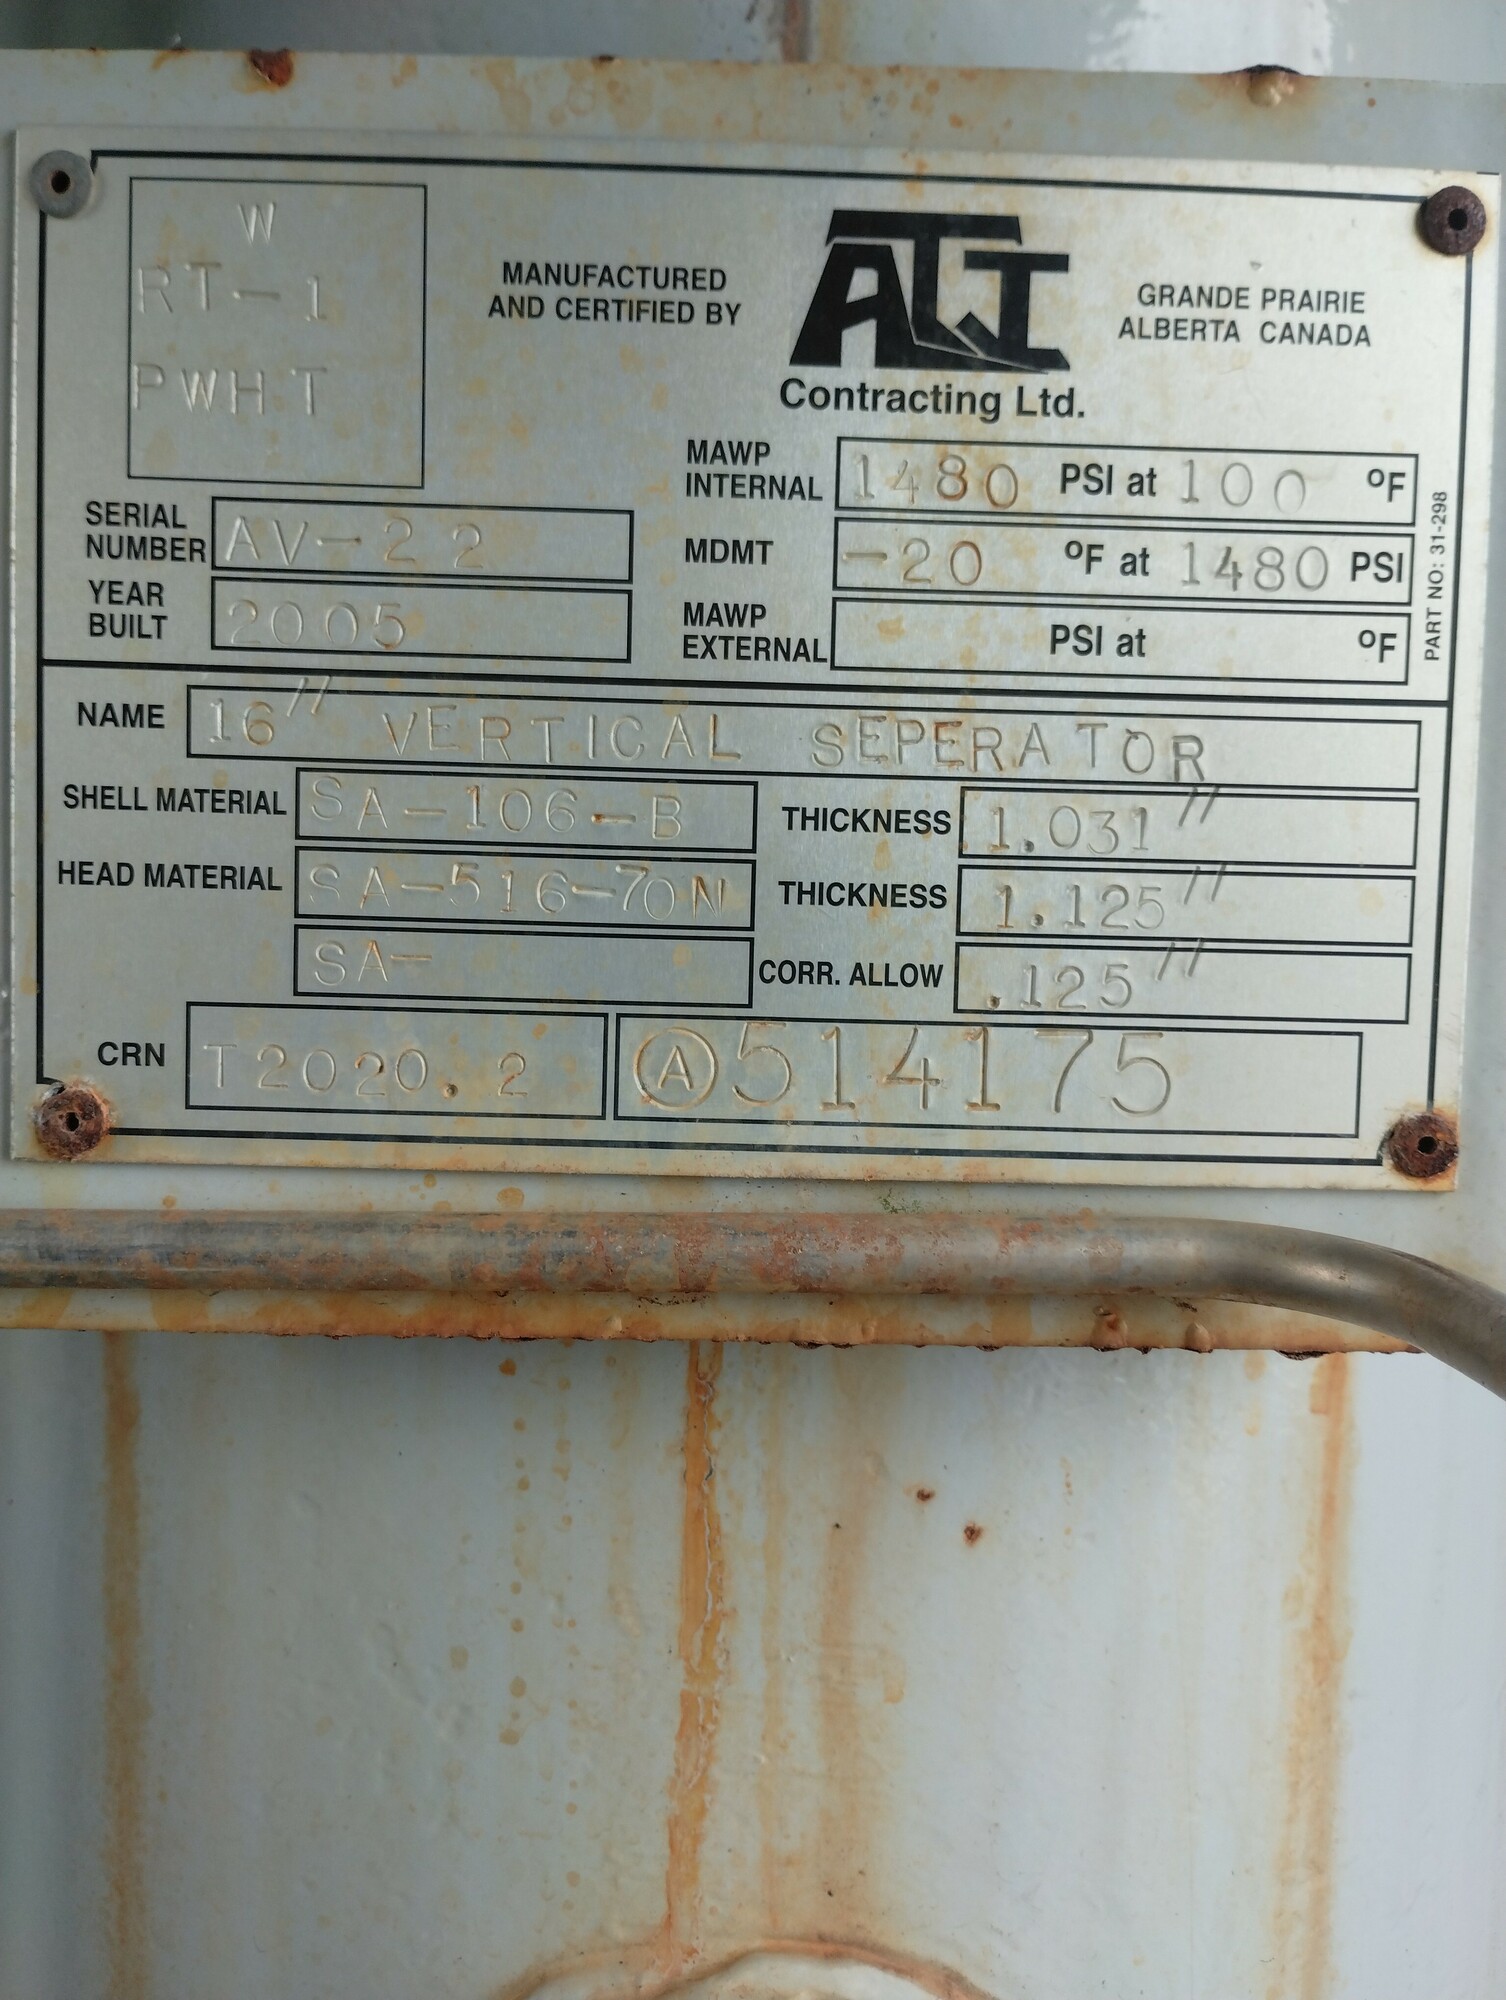 W
RT-1
PWHT
MANUFACTURED
AND CERTIFIED BY
Contracting Ltd.
GRANDE PRAIRIE
ALBERTA CANADA
MAWP
INTERNAL 1480 PSI at 100 °F
SERIAL
NUMBER AV-22
MDMT -20 °F at 1480 PSI
YEAR
BUILT 2005
MAWP
EXTERNAL PSI at °F
PART NO: 31-298
NAME 16" VERTICAL SEPERATOR
SHELL MATERIAL SA-106-B THICKNESS 1.031"
HEAD MATERIAL SA-516-70N THICKNESS 1.125"
SA- CORR. ALLOW .125"
CRN T2020.2 Ⓐ514175